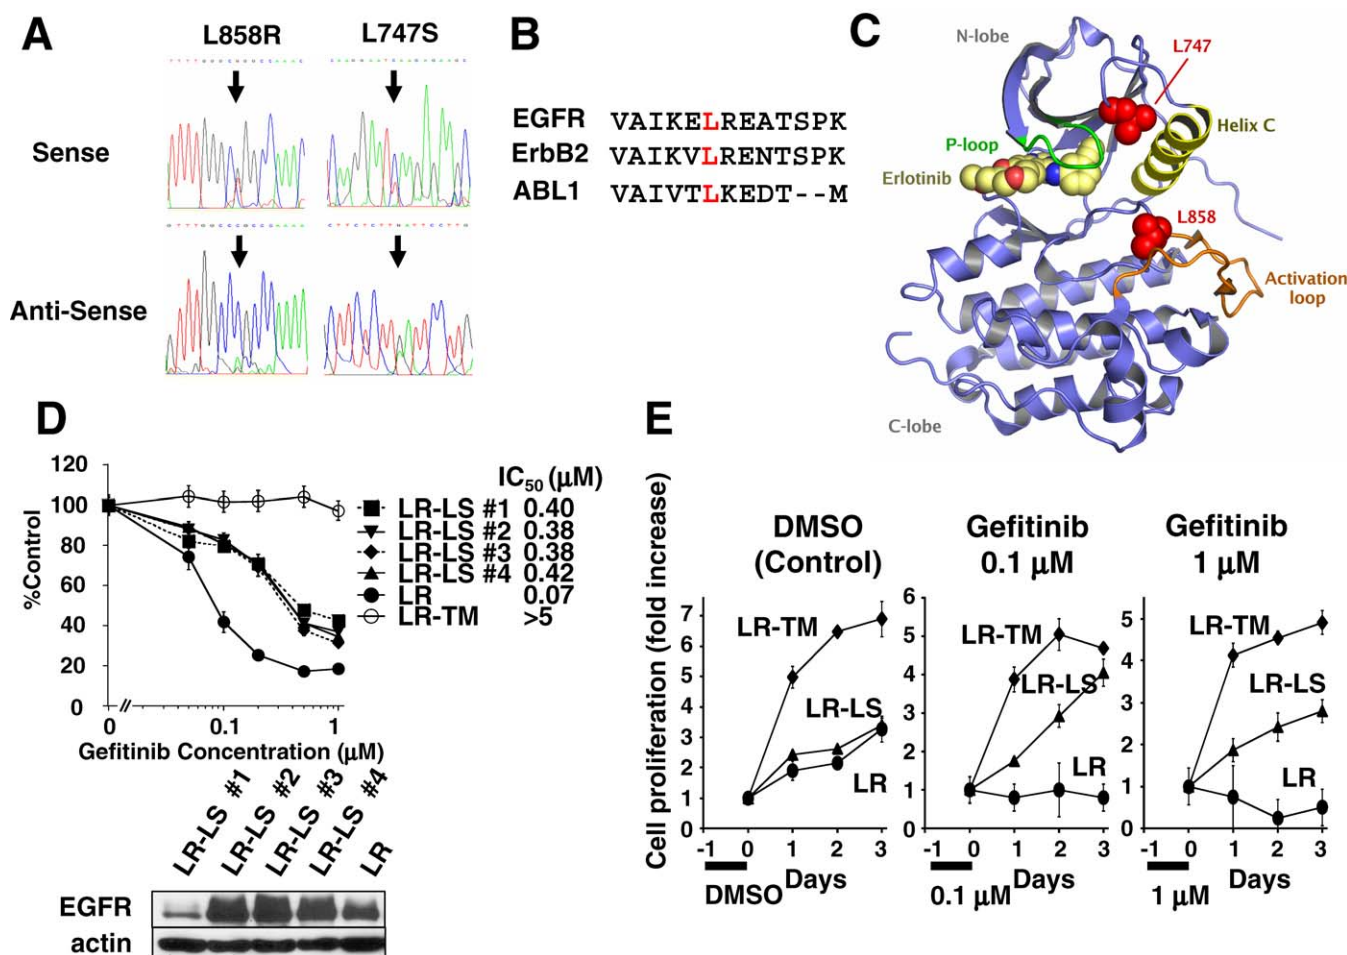 A
L858R
L747S
Sense
Anti-Sense
B
EGFR VAIKELREATSPK
ErbB2 VAIKVLRENTSPK
ABL1 VAIVTLKEDT--M
C
N-lobe
L747
Helix C
P-loop
Erlotinib
L858
Activation
loop
C-lobe
D
%Control
120
100
80
60
40
20
0
0 0.1 1
Gefitinib Concentration (μM)
IC50 (μM)
LR-LS #1 0.40
LR-LS #2 0.38
LR-LS #3 0.38
LR-LS #4 0.42
LR 0.07
LR-TM >5
LR-LS #1
LR-LS #2
LR-LS #3
LR-LS #4
LR
EGFR
actin
E
Cell proliferation (fold increase)
DMSO
(Control)
7
6
5
4
3
2
1
0
LR-TM
LR-LS
LR
-1 0 1 2 3
DMSO
Days
Gefitinib
0.1 μM
6
5
4
3
2
1
0
LR-TM
LR-LS
LR
-1 0 1 2 3
0.1 μM
Days
Gefitinib
1 μM
5
4
3
2
1
0
LR-TM
LR-LS
LR
-1 0 1 2 3
1 μM
Days